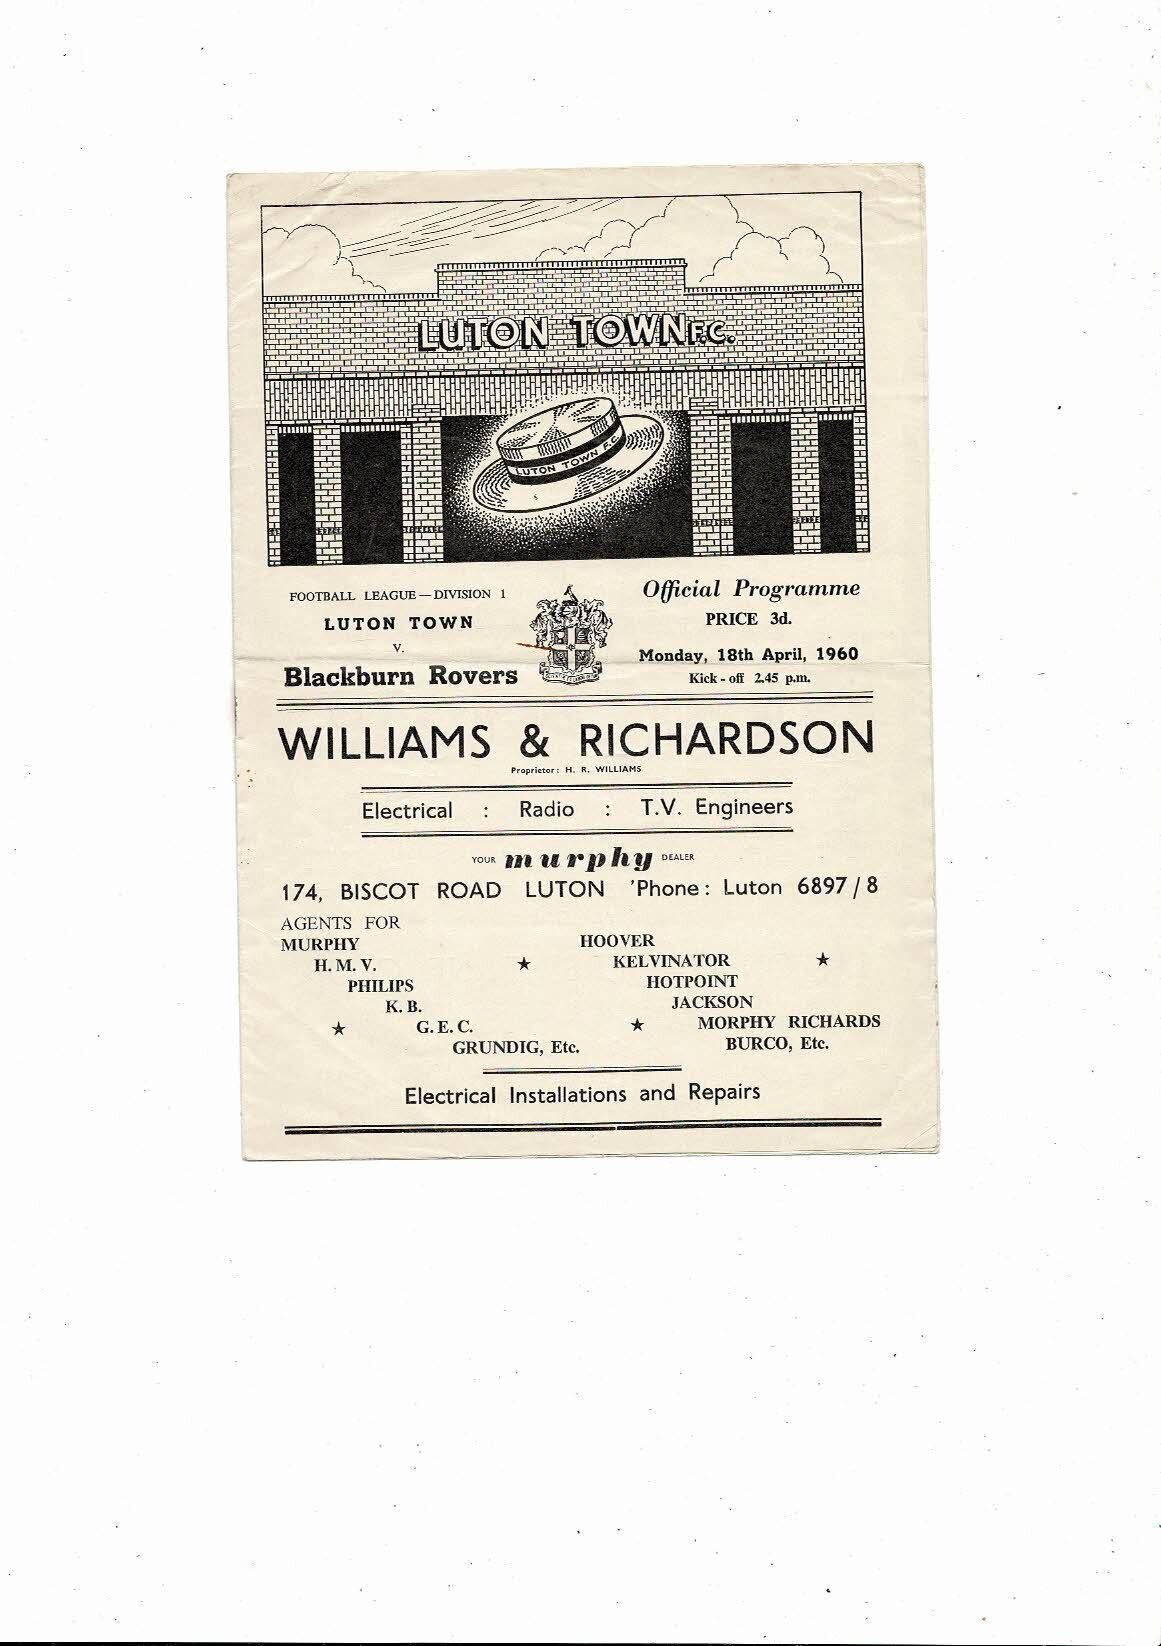 LUTON TOWN F.C.
LUTON TOWN F.C.
FOOTBALL LEAGUE — DIVISION 1
LUTON TOWN
v.
Blackburn Rovers
Official Programme
PRICE 3d.
Monday, 18th April, 1960
Kick - off 2.45 p.m.
WILLIAMS & RICHARDSON
Proprietor: H. R. WILLIAMS
Electrical : Radio : T.V. Engineers
YOUR murphy DEALER
174, BISCOT ROAD LUTON 'Phone: Luton 6897/8
AGENTS FOR
MURPHY
H. M. V.
PHILIPS
K. B.
G. E. C.
GRUNDIG, Etc.
HOOVER
KELVINATOR
HOTPOINT
JACKSON
MORPHY RICHARDS
BURCO, Etc.
Electrical Installations and Repairs